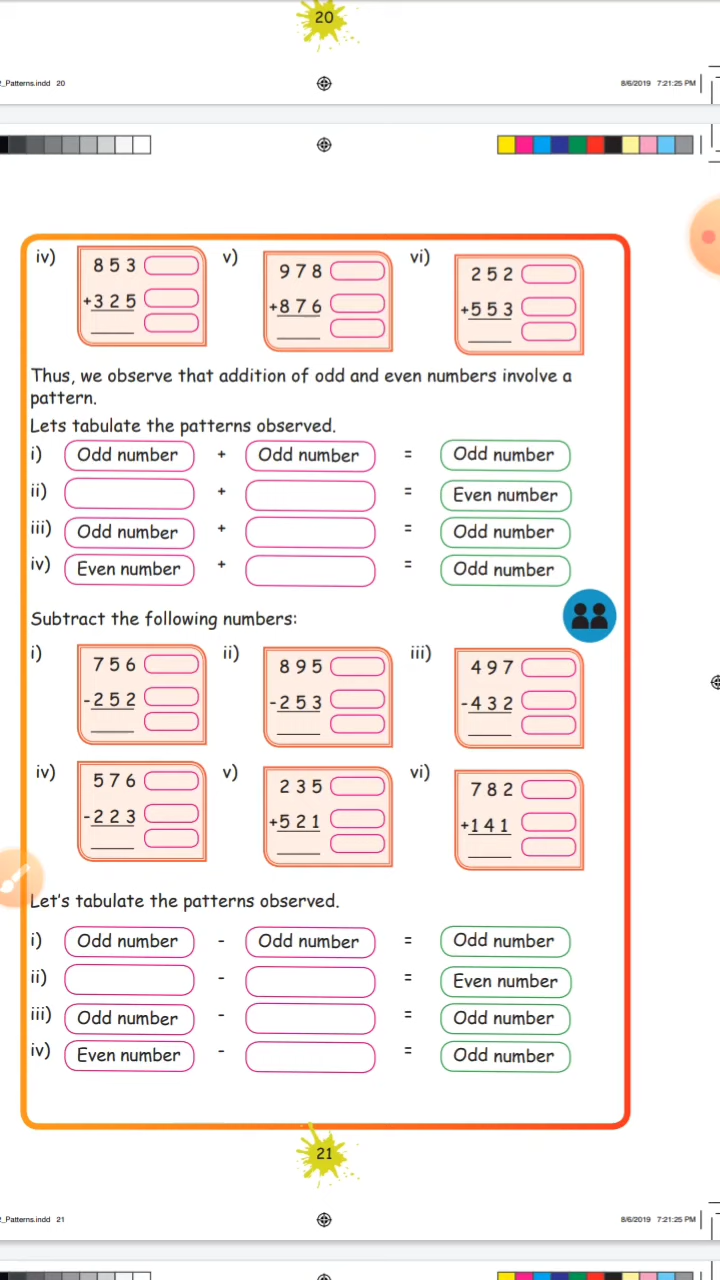 20
2_Patterns.indd 20
8/6/2019 7:21:25 PM
iv) 853 v) 978 vi) 252
+325 +876 +553
Thus, we observe that addition of odd and even numbers involve a
pattern.
Lets tabulate the patterns observed.
i) Odd number + Odd number = Odd number
ii) + = Even number
iii) Odd number + = Odd number
iv) Even number + = Odd number
Subtract the following numbers:
i) 756 ii) 895 iii) 497
-252 -253 -432
iv) 576 v) 235 vi) 782
-223 +521 +141
Let's tabulate the patterns observed.
i) Odd number - Odd number = Odd number
ii) - = Even number
iii) Odd number - = Odd number
iv) Even number - = Odd number
21
2_Patterns.indd 21
8/6/2019 7:21:25 PM